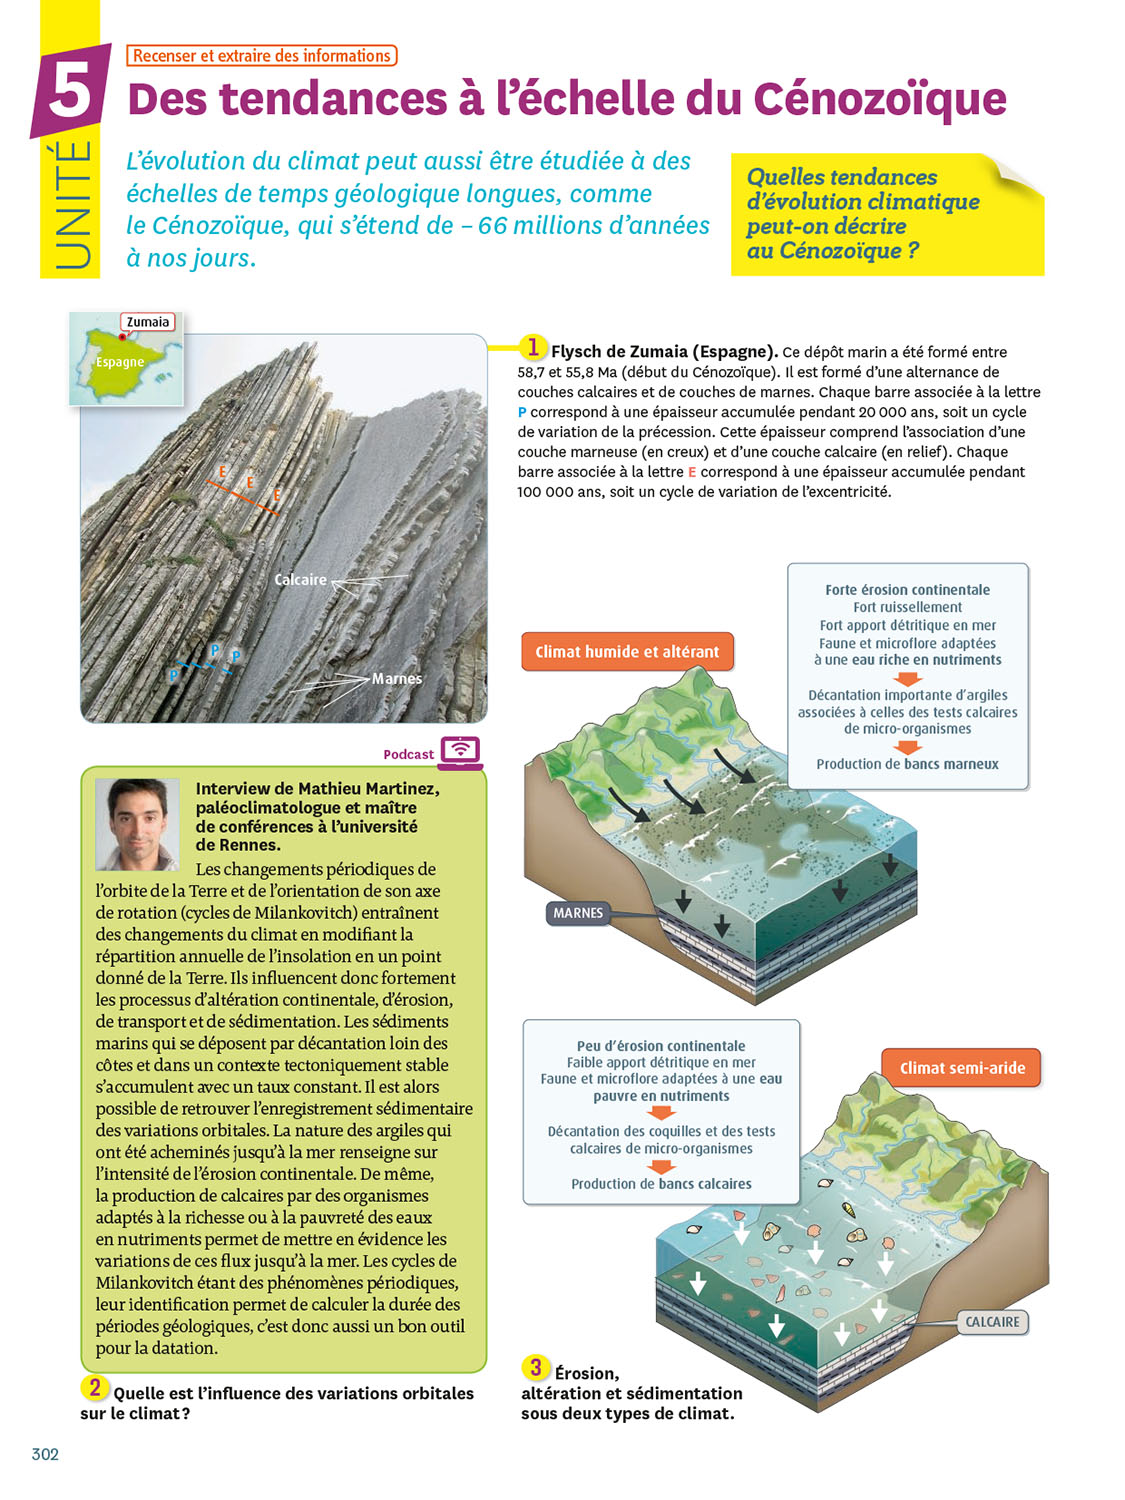 5
UNITÉ
Recenser et extraire des informations
Des tendances à l'échelle du Cénozoïque
L'évolution du climat peut aussi être étudiée à des
échelles de temps géologique longues, comme
le Cénozoïque, qui s'étend de – 66 millions d'années
à nos jours.
Quelles tendances
d'évolution climatique
peut-on décrire
au Cénozoïque ?
Zumaia
Espagne
E
E
E
Calcaire
P
P
P
Marnes
1 Flysch de Zumaia (Espagne). Ce dépôt marin a été formé entre
58,7 et 55,8 Ma (début du Cénozoïque). Il est formé d'une alternance de
couches calcaires et de couches de marnes. Chaque barre associée à la lettre
P correspond à une épaisseur accumulée pendant 20 000 ans, soit un cycle
de variation de la précession. Cette épaisseur comprend l'association d'une
couche marneuse (en creux) et d'une couche calcaire (en relief). Chaque
barre associée à la lettre E correspond à une épaisseur accumulée pendant
100 000 ans, soit un cycle de variation de l'excentricité.
Podcast
Interview de Mathieu Martinez,
paléoclimatologue et maître
de conférences à l'université
de Rennes.
Les changements périodiques de
l'orbite de la Terre et de l'orientation de son axe
de rotation (cycles de Milankovitch) entraînent
des changements du climat en modifiant la
répartition annuelle de l'insolation en un point
donné de la Terre. Ils influencent donc fortement
les processus d'altération continentale, d'érosion,
de transport et de sédimentation. Les sédiments
marins qui se déposent par décantation loin des
côtes et dans un contexte tectoniquement stable
s'accumulent avec un taux constant. Il est alors
possible de retrouver l'enregistrement sédimentaire
des variations orbitales. La nature des argiles qui
ont été acheminés jusqu'à la mer renseigne sur
l'intensité de l'érosion continentale. De même,
la production de calcaires par des organismes
adaptés à la richesse ou à la pauvreté des eaux
en nutriments permet de mettre en évidence les
variations de ces flux jusqu'à la mer. Les cycles de
Milankovitch étant des phénomènes périodiques,
leur identification permet de calculer la durée des
périodes géologiques, c'est donc aussi un bon outil
pour la datation.
2 Quelle est l'influence des variations orbitales
sur le climat ?
Climat humide et altérant
Forte érosion continentale
Fort ruissellement
Fort apport détritique en mer
Faune et microflore adaptées
à une eau riche en nutriments
Décantation importante d'argiles
associées à celles des tests calcaires
de micro-organismes
Production de bancs marneux
MARNES
Peu d'érosion continentale
Faible apport détritique en mer
Faune et microflore adaptées à une eau
pauvre en nutriments
Décantation des coquilles et des tests
calcaires de micro-organismes
Production de bancs calcaires
Climat semi-aride
CALCAIRE
3 Érosion,
altération et sédimentation
sous deux types de climat.
302